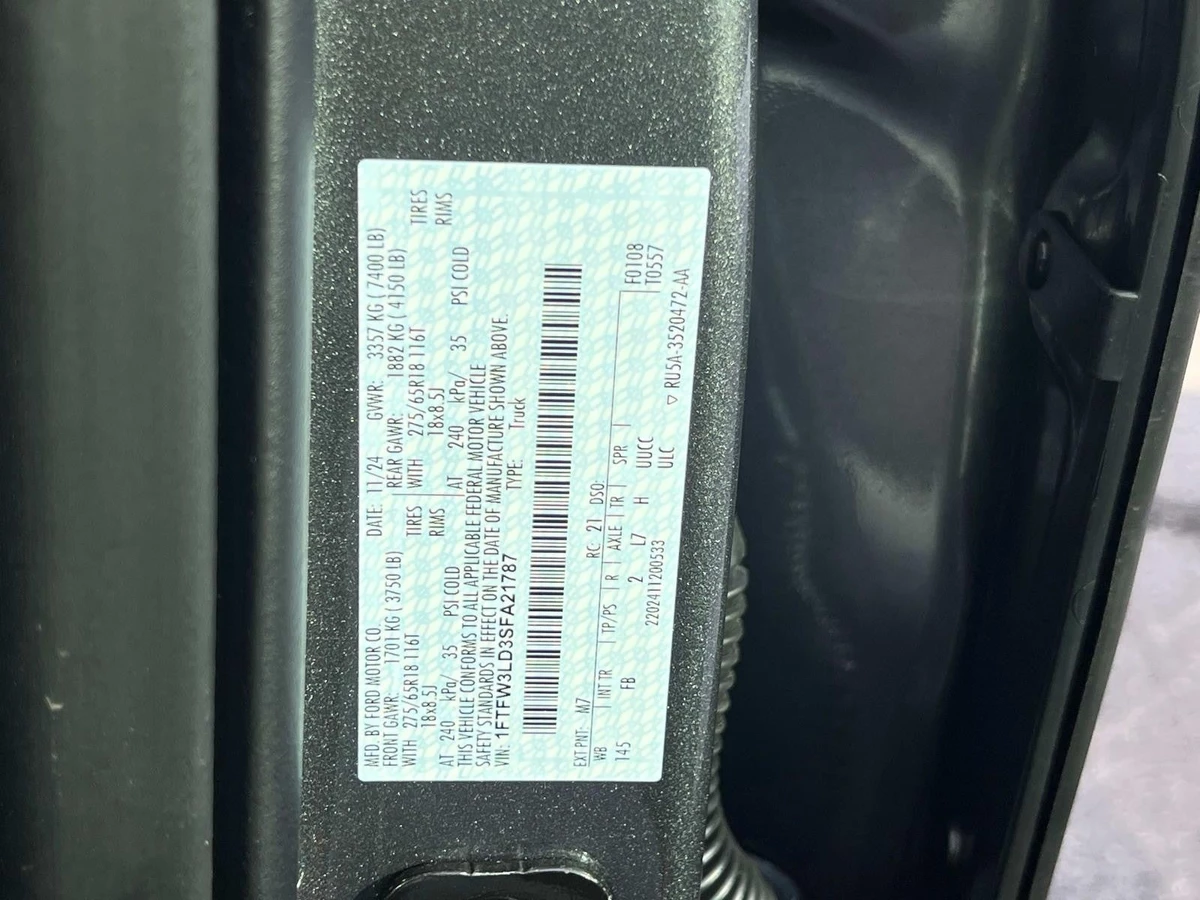 MFD. BY FORD MOTOR CO. DATE: 11/24 GVWR: 3357 KG ( 7400 LB)
FRONT GAWR: 1701 KG ( 3750 LB) REAR GAWR: 1882 KG ( 4150 LB)
WITH 275/65R18 116T TIRES WITH 275/65R18 116T TIRES
18x8.5J RIMS 18x8.5J RIMS
AT 240 kPa/ 35 PSI COLD AT 240 kPa/ 35 PSI COLD
THIS VEHICLE CONFORMS TO ALL APPLICABLE FEDERAL MOTOR VEHICLE
SAFETY STANDARDS IN EFFECT ON THE DATE OF MANUFACTURE SHOWN ABOVE.
VIN: 1FTFW3LD3SFA21787 TYPE: Truck
EXT PNT: M7 RC: 21 DSO: F0108
WB | INT TR | TP/PS | R | AXLE | TR | SPR | T0557
145 FB 2 L7 H UUCC
ULC
2202411200533 ▽ RU5A-3520472-AA